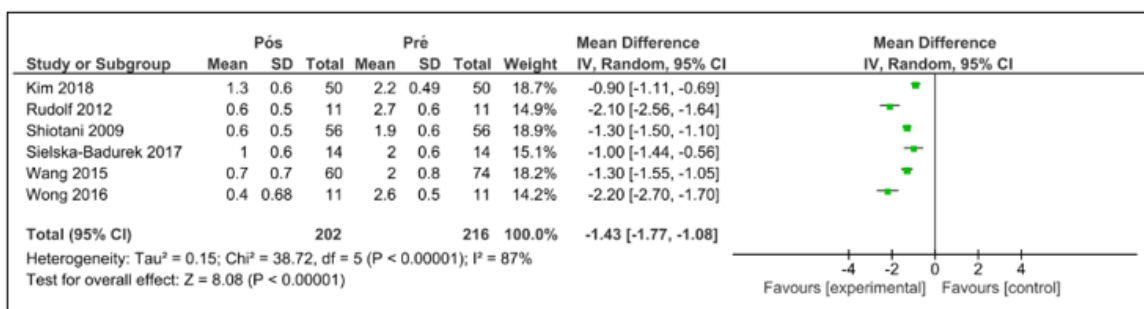 Pós Pré Mean Difference Mean Difference
Study or Subgroup Mean SD Total Mean SD Total Weight IV, Random, 95% CI IV, Random, 95% CI
Kim 2018 1.3 0.6 50 2.2 0.49 50 18.7% -0.90 [-1.11, -0.69]
Rudolf 2012 0.6 0.5 11 2.7 0.6 11 14.9% -2.10 [-2.56, -1.64]
Shiotani 2009 0.6 0.5 56 1.9 0.6 56 18.9% -1.30 [-1.50, -1.10]
Sielska-Badurek 2017 1 0.6 14 2 0.6 14 15.1% -1.00 [-1.44, -0.56]
Wang 2015 0.7 0.7 60 2 0.8 74 18.2% -1.30 [-1.55, -1.05]
Wong 2016 0.4 0.68 11 2.6 0.5 11 14.2% -2.20 [-2.70, -1.70]
Total (95% CI) 202 216 100.0% -1.43 [-1.77, -1.08]
Heterogeneity: Tau² = 0.15; Chi² = 38.72, df = 5 (P < 0.00001); I² = 87%
Test for overall effect: Z = 8.08 (P < 0.00001)
-4 -2 0 2 4
Favours [experimental] Favours [control]